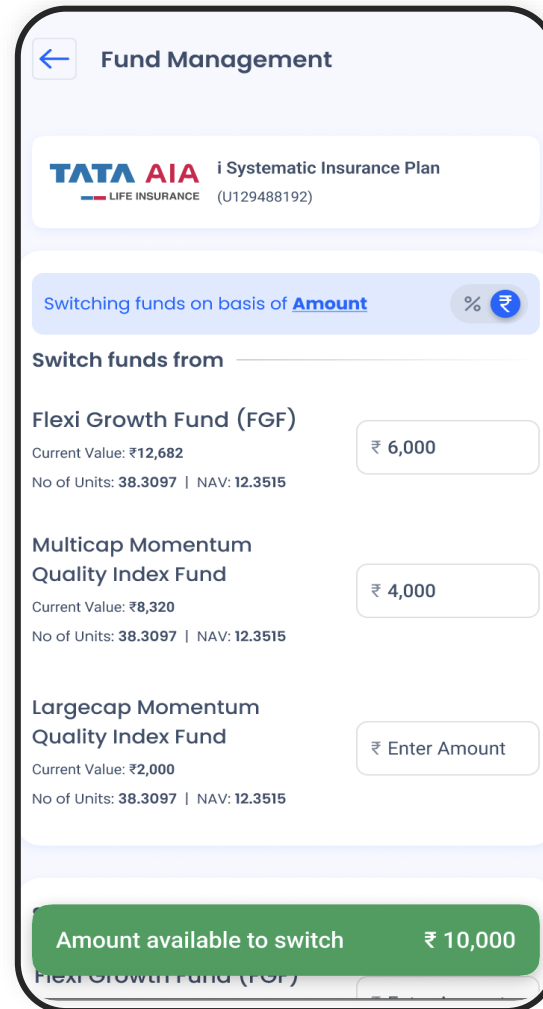 Fund Management
TATA AIA
LIFE INSURANCE
i Systematic Insurance Plan
(U129488192)
Switching funds on basis of Amount
% ₹
Switch funds from
Flexi Growth Fund (FGF)
Current Value: ₹12,682
No of Units: 38.3097 | NAV: 12.3515
₹ 6,000
Multicap Momentum
Quality Index Fund
Current Value: ₹8,320
No of Units: 38.3097 | NAV: 12.3515
₹ 4,000
Largecap Momentum
Quality Index Fund
Current Value: ₹2,000
No of Units: 38.3097 | NAV: 12.3515
₹ Enter Amount
Amount available to switch ₹ 10,000
Flexi Growth Fund (FGF)